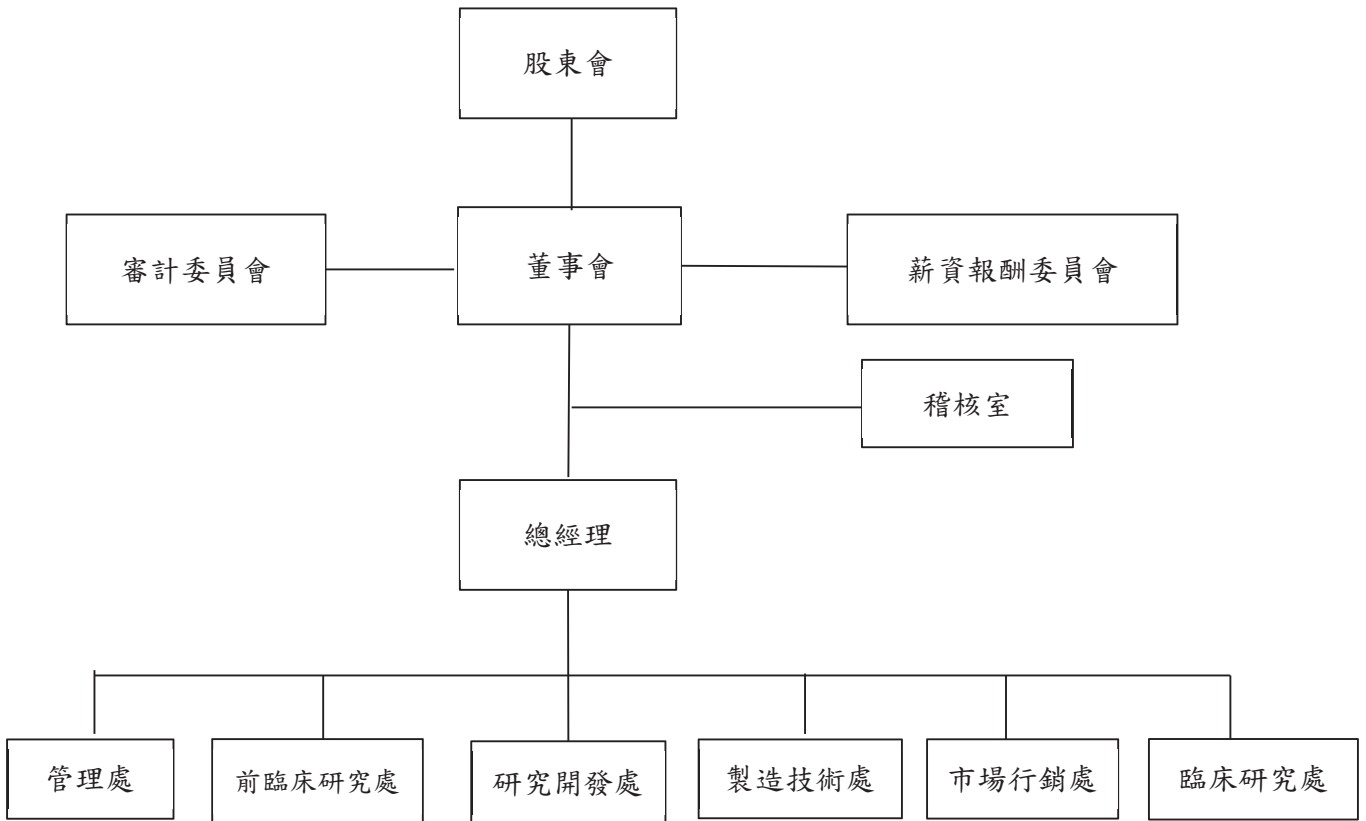 股東會
審計委員會
董事會
薪資報酬委員會
稽核室
總經理
管理處
前臨床研究處
研究開發處
製造技術處
市場行銷處
臨床研究處